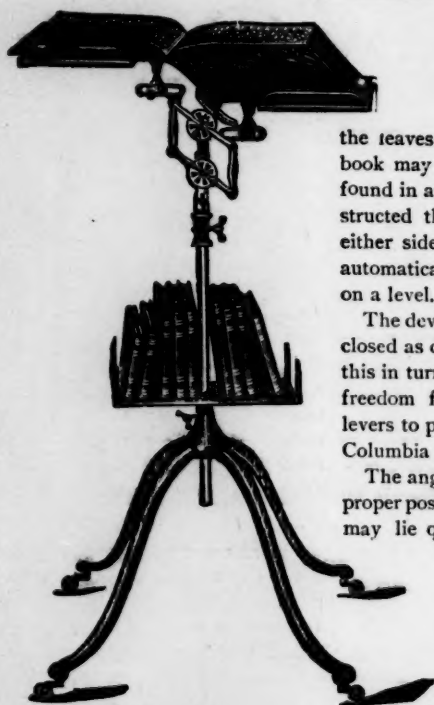 the leaves
book may
found in a
structed th
either side
automatica
on a level.
The dev
closed as o
this in turn
freedom f
levers to p
Columbia
The ang
proper pos
may lie q